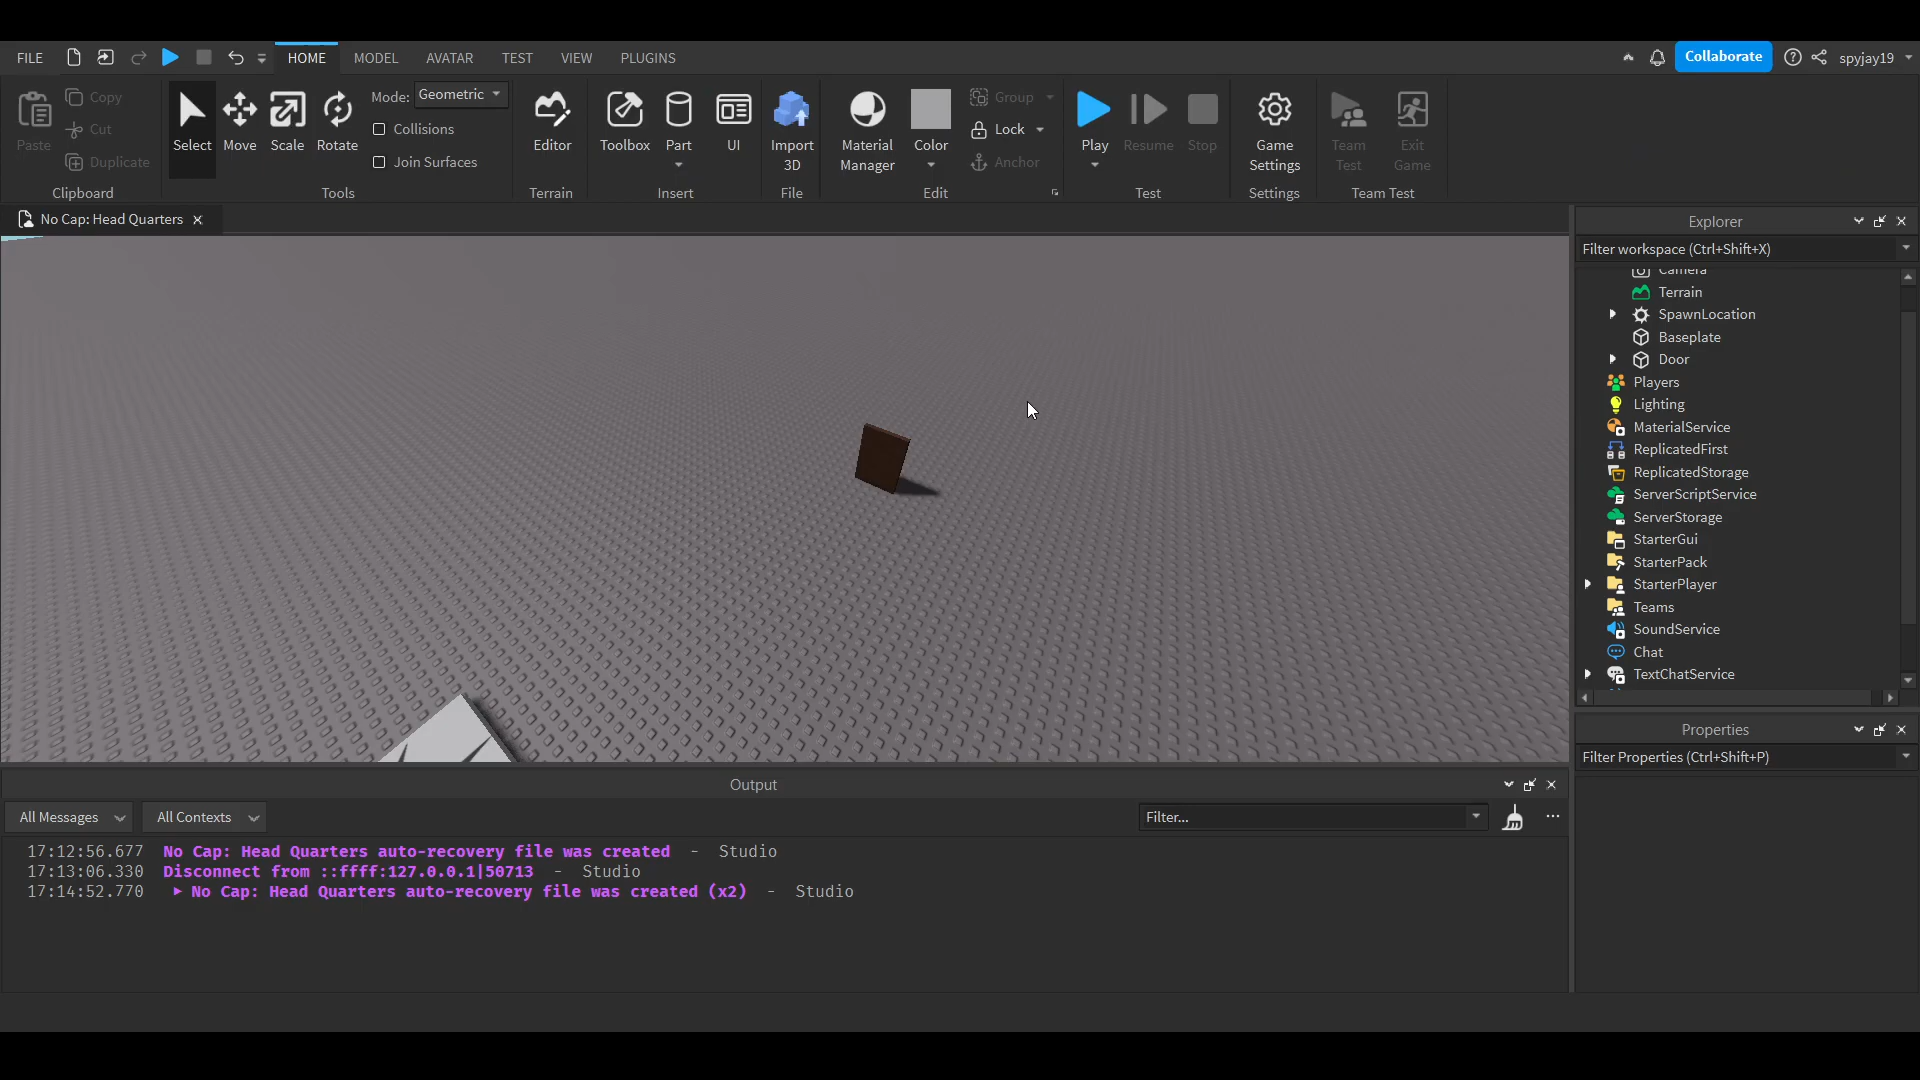 FILE
HOME
MODEL
AVATAR
TEST
VIEW
PLUGINS
Collaborate
spyjay19
Paste
Copy
Cut
Duplicate
Clipboard
Select
Move
Scale
Rotate
Mode:
Geometric
Collisions
Join Surfaces
Tools
Editor
Terrain
Toolbox
Part
UI
Insert
Import
3D
File
Material
Manager
Color
Group
Lock
Anchor
Edit
Play
Resume
Stop
Test
Game
Settings
Settings
Team
Test
Exit
Game
Team Test
No Cap: Head Quarters
Explorer
Filter workspace (Ctrl+Shift+X)
Camera
Terrain
SpawnLocation
Baseplate
Door
Players
Lighting
MaterialService
ReplicatedFirst
ReplicatedStorage
ServerScriptService
ServerStorage
StarterGui
StarterPack
StarterPlayer
Teams
SoundService
Chat
TextChatService
Properties
Filter Properties (Ctrl+Shift+P)
Output
All Messages
All Contexts
Filter...
17:12:56.677 No Cap: Head Quarters auto-recovery file was created - Studio
17:13:06.330 Disconnect from ::ffff:127.0.0.1|50713 - Studio
17:14:52.770 No Cap: Head Quarters auto-recovery file was created (x2) - Studio